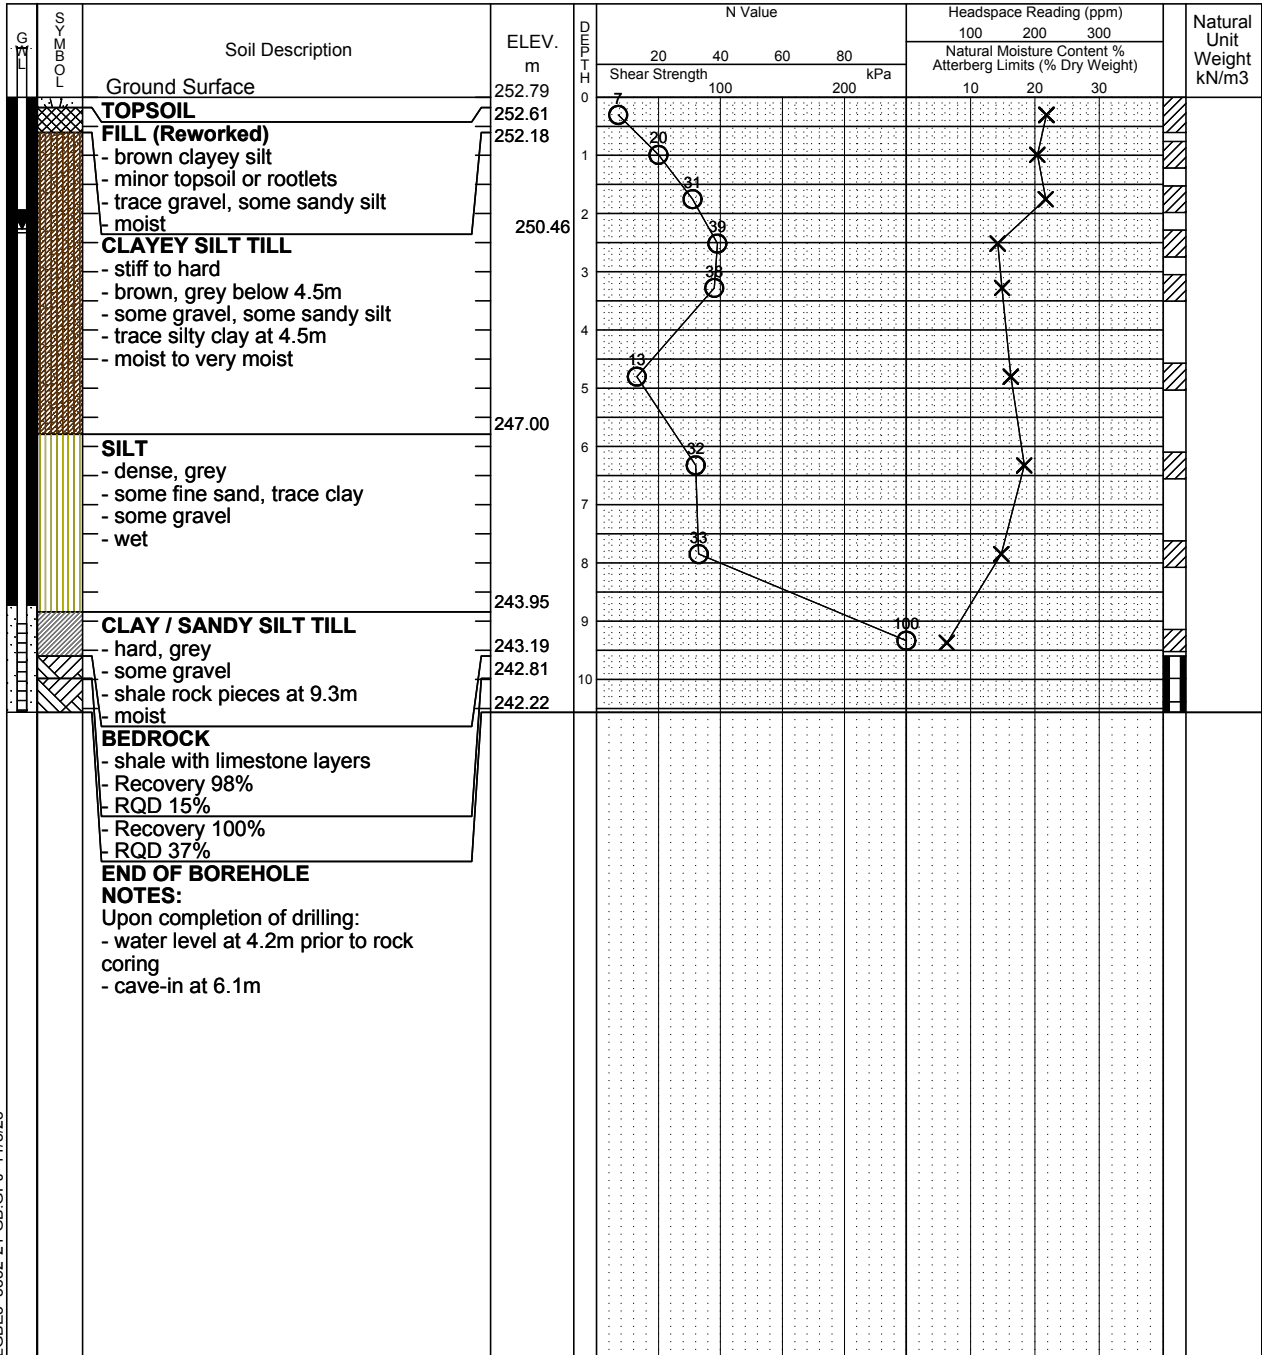 GWL
SYMBOL
Soil Description
Ground Surface
ELEV.
m
DEPTH
N Value
20 40 60 80
Shear Strength kPa
100 200
Headspace Reading (ppm)
100 200 300
Natural Moisture Content %
Atterberg Limits (% Dry Weight)
10 20 30
Natural
Unit
Weight
kN/m3
252.79
0
TOPSOIL
252.61
FILL (Reworked)
252.18
- brown clayey silt
- minor topsoil or rootlets
- trace gravel, some sandy silt
- moist
250.46
CLAYEY SILT TILL
- stiff to hard
- brown, grey below 4.5m
- some gravel, some sandy silt
- trace silty clay at 4.5m
- moist to very moist
247.00
SILT
- dense, grey
- some fine sand, trace clay
- some gravel
- wet
243.95
CLAY / SANDY SILT TILL
- hard, grey
243.19
- some gravel
242.81
- shale rock pieces at 9.3m
- moist
242.22
BEDROCK
- shale with limestone layers
- Recovery 98%
- RQD 15%
- Recovery 100%
- RQD 37%
END OF BOREHOLE
NOTES:
Upon completion of drilling:
- water level at 4.2m prior to rock
coring
- cave-in at 6.1m
1
2
3
4
5
6
7
8
9
10
7
20
31
39
38
13
32
33
100